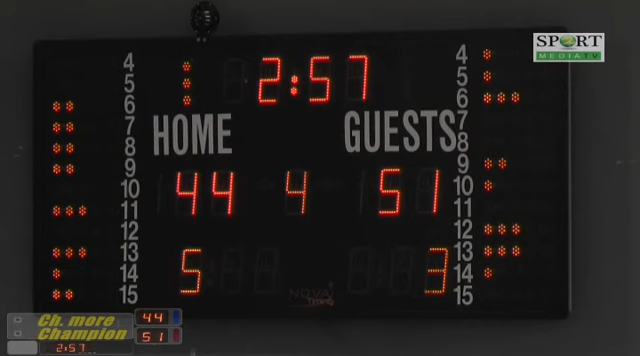 SPORT
MEDIA TV
2:57
HOME GUESTS
44 4 51
5 3
4 4
5 5
6 6
7 7
8 8
9 9
10 10
11 11
12 12
13 13
14 14
15 15
NOVA
Ch. more 44
Champion 51
2:57